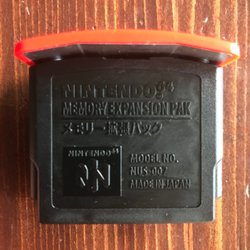 NINTENDO64
MEMORY EXPANSION PAK
メモリー拡張パック
NINTENDO64
N
MODEL NO.
NUS-007
MADE IN JAPAN